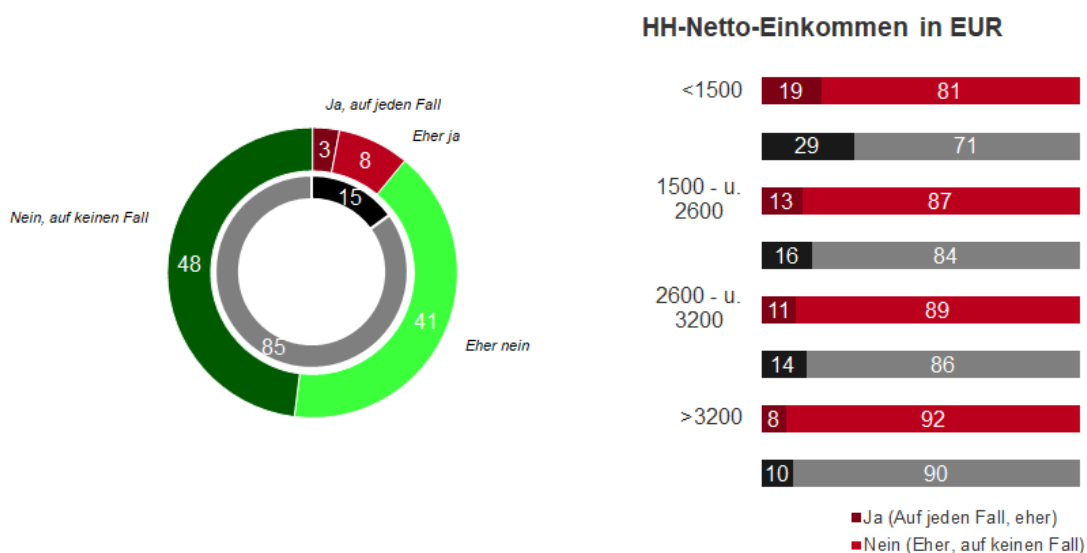 HH-Netto-Einkommen in EUR
Ja, auf jeden Fall
Eher ja
3
8
15
Nein, auf keinen Fall
48
41
Eher nein
85
<1500
19 81
29 71
1500 - u.
2600
13 87
16 84
2600 - u.
3200
11 89
14 86
>3200
8 92
10 90
Ja (Auf jeden Fall, eher)
Nein (Eher, auf keinen Fall)